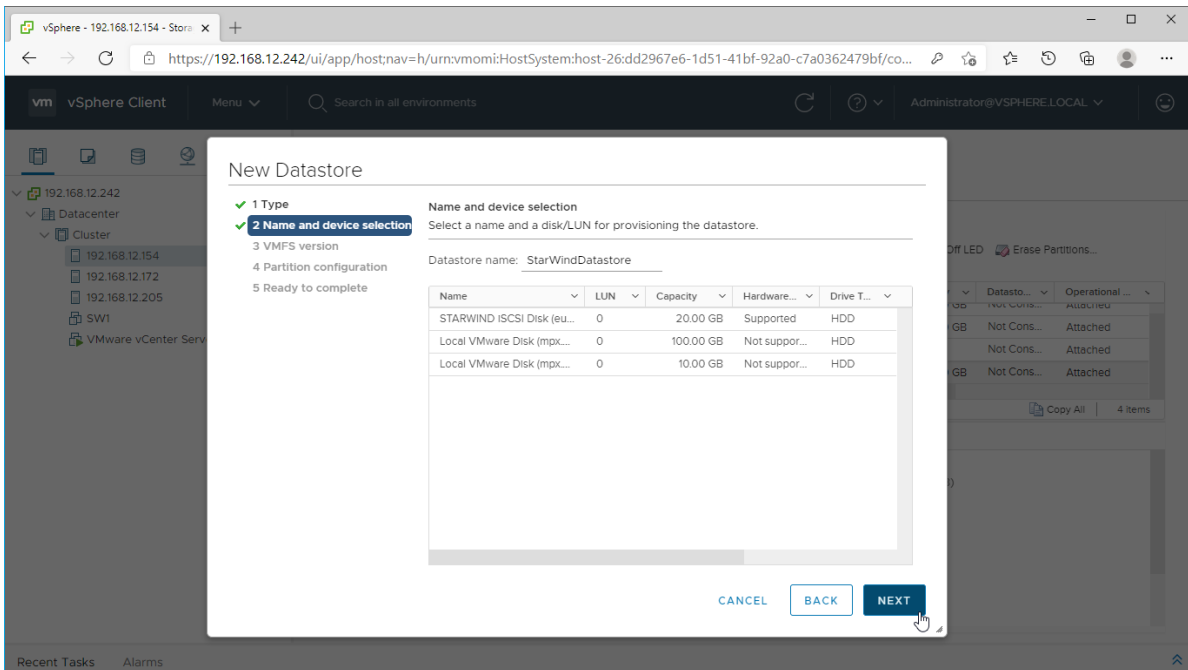 vSphere - 192.168.12.154 - Stora
https://192.168.12.242/ui/app/host;nav=h/urn:vmomi:HostSystem:host-26:dd2967e6-1d51-41bf-92a0-c7a0362479bf/co...
vm vSphere Client Menu Search in all environments Administrator@VSPHERE.LOCAL
192.168.12.242
Datacenter
Cluster
192.168.12.154
192.168.12.172
192.168.12.205
SW1
VMware vCenter Serv
New Datastore
1 Type
2 Name and device selection
3 VMFS version
4 Partition configuration
5 Ready to complete
Name and device selection
Select a name and a disk/LUN for provisioning the datastore.
Datastore name: StarWindDatastore
Name LUN Capacity Hardware... Drive T...
STARWIND iSCSI Disk (eu... 0 20.00 GB Supported HDD
Local VMware Disk (mpx.... 0 100.00 GB Not suppor... HDD
Local VMware Disk (mpx.... 0 10.00 GB Not suppor... HDD
CANCEL BACK NEXT
Off LED Erase Partitions...
Datasto... Operational ...
GB Not Cons... Attached
GB Not Cons... Attached
Not Cons... Attached
GB Not Cons... Attached
Copy All 4 items
Recent Tasks Alarms